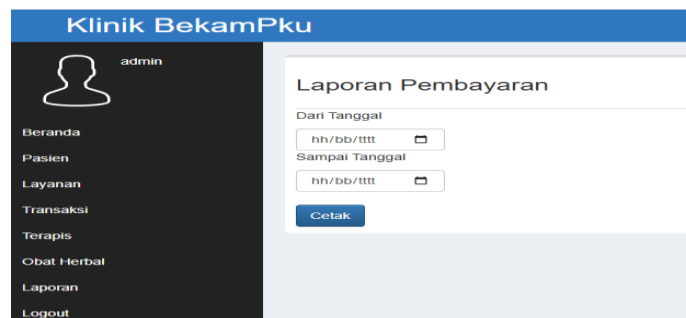 Klinik BekamPku
admin
Beranda
Pasien
Layanan
Transaksi
Terapis
Obat Herbal
Laporan
Logout
Laporan Pembayaran
Dari Tanggal
hh/bb/tttt
Sampai Tanggal
hh/bb/tttt
Cetak